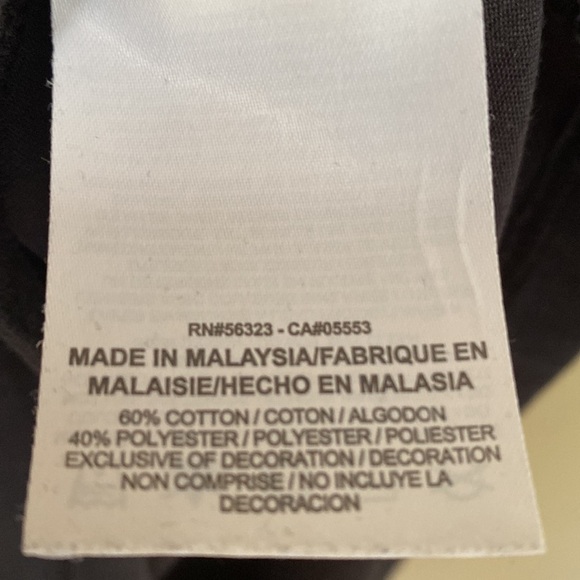 RN#56323 - CA#05553
MADE IN MALAYSIA/FABRIQUE EN
MALAISIE/HECHO EN MALASIA
60% COTTON / COTON / ALGODON
40% POLYESTER / POLYESTER / POLIESTER
EXCLUSIVE OF DECORATION / DECORATION
NON COMPRISE / NO INCLUYE LA
DECORACION